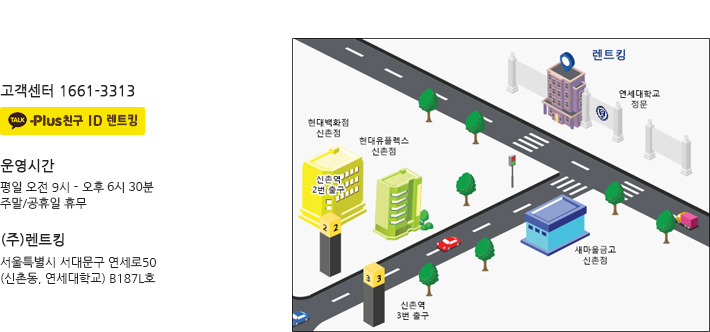 고객센터 1661-3313
TALK -Plus친구 ID 렌트킹
운영시간
평일 오전 9시 - 오후 6시 30분
주말/공휴일 휴무
(주)렌트킹
서울특별시 서대문구 연세로50
(신촌동, 연세대학교) B187L호
렌트킹
연세대학교
정문
현대백화점
신촌점
현대유플렉스
신촌점
신촌역
2번 출구
2 2
새마을금고
신촌점
3 3
신촌역
3번 출구